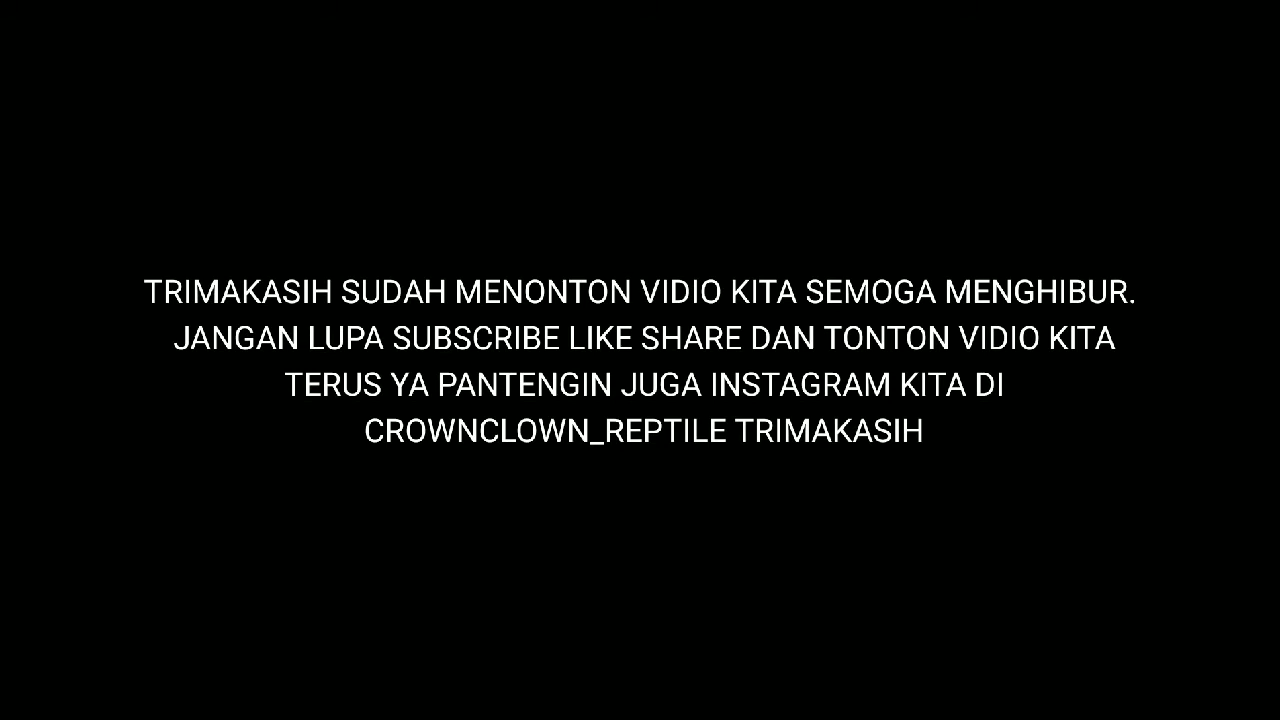 TRIMAKASIH SUDAH MENONTON VIDIO KITA SEMOGA MENGHIBUR.
JANGAN LUPA SUBSCRIBE LIKE SHARE DAN TONTON VIDIO KITA
TERUS YA PANTENGIN JUGA INSTAGRAM KITA DI
CROWNCLOWN_REPTILE TRIMAKASIH